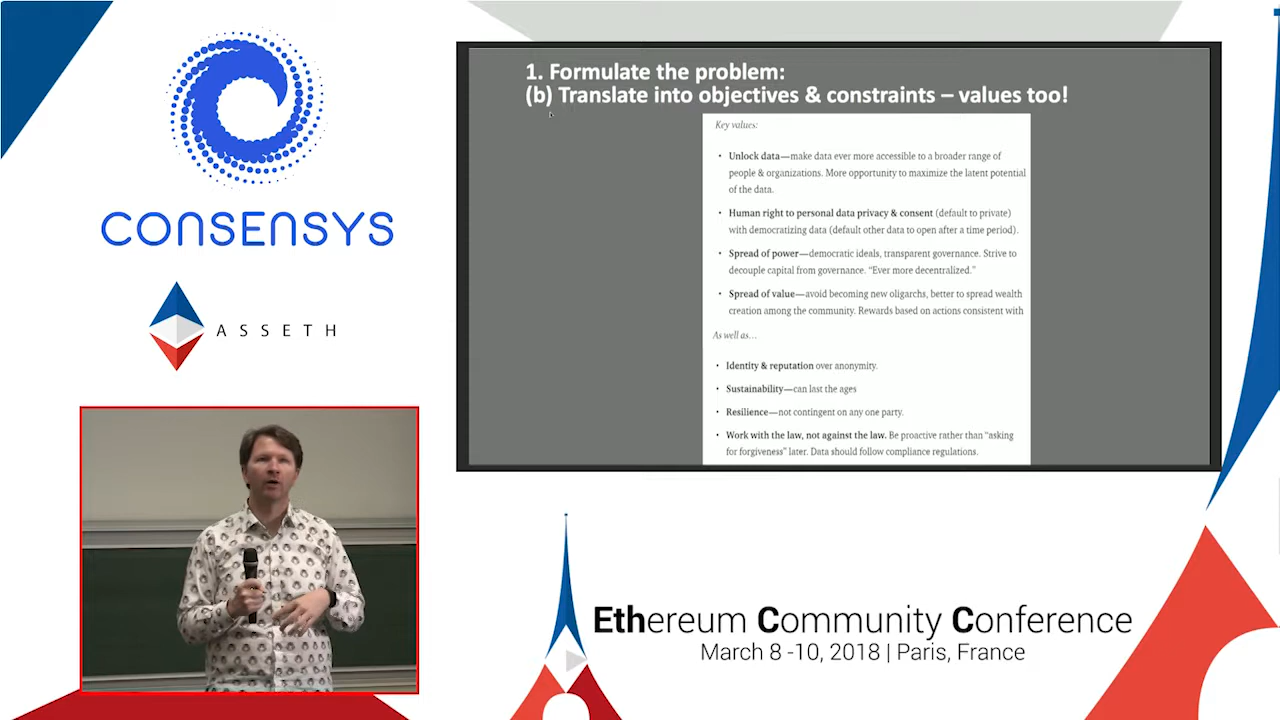 CONSENSYS
ASSETH
1. Formulate the problem:
(b) Translate into objectives & constraints – values too!
Key values:
• Unlock data—make data ever more accessible to a broader range of
people & organizations. More opportunity to maximize the latent potential
of the data.
• Human right to personal data privacy & consent (default to private)
with democratizing data (default other data to open after a time period).
• Spread of power—democratic ideals, transparent governance. Strive to
decouple capital from governance. “Ever more decentralized.”
• Spread of value—avoid becoming new oligarchs, better to spread wealth
creation among the community. Rewards based on actions consistent with
As well as…
• Identity & reputation over anonymity.
• Sustainability—can last the ages
• Resilience—not contingent on any one party.
• Work with the law, not against the law. Be proactive rather than “asking
for forgiveness” later. Data should follow compliance regulations.
Ethereum Community Conference
March 8 -10, 2018 | Paris, France